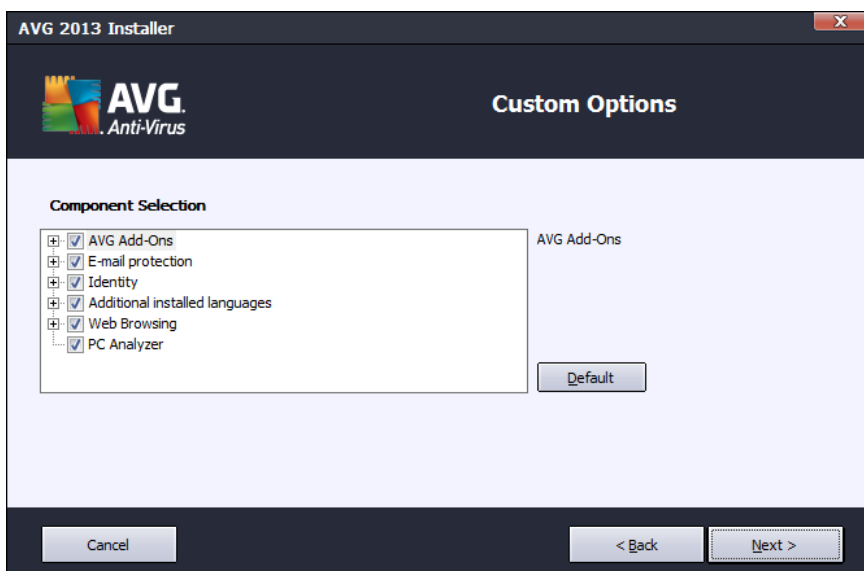 AVG 2013 Installer
X
AVG.
Anti-Virus
Custom Options
Component Selection
AVG Add-Ons
E-mail protection
Identity
Additional installed languages
Web Browsing
PC Analyzer
AVG Add-Ons
Default
Cancel
< Back
Next >